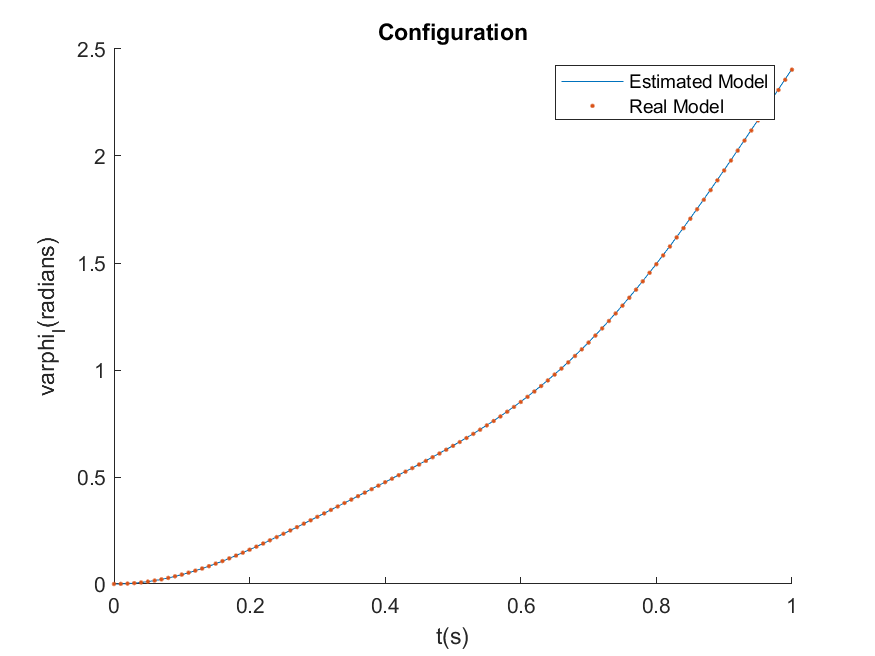 Configuration
Estimated Model
Real Model
2.5
2
1.5
1
0.5
0
varphi_l(radians)
0
0.2
0.4
0.6
0.8
1
t(s)